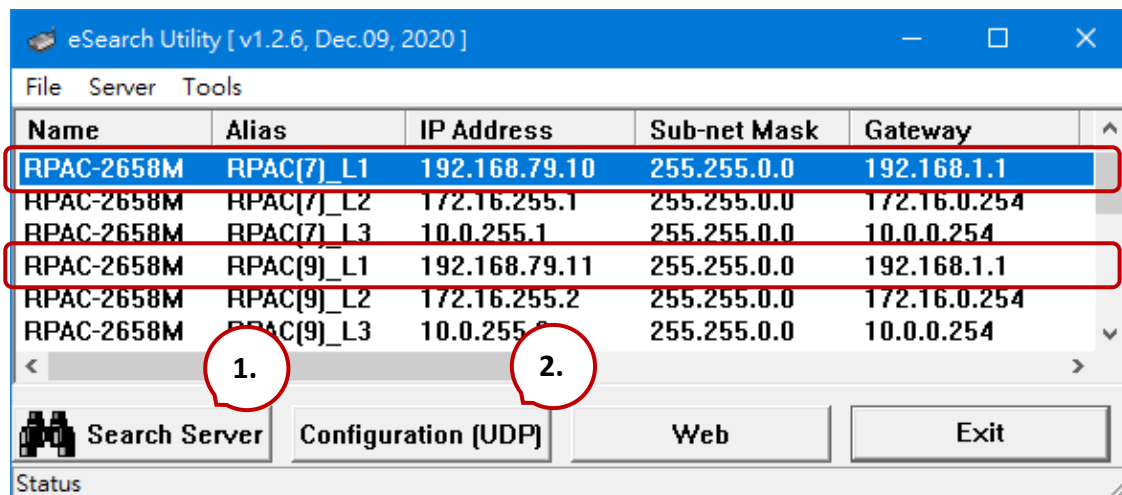 eSearch Utility [ v1.2.6, Dec.09, 2020 ]
File Server Tools
Name Alias IP Address Sub-net Mask Gateway
RPAC-2658M RPAC(7)_L1 192.168.79.10 255.255.0.0 192.168.1.1
RPAC-2658M RPAC(7)_L2 172.16.255.1 255.255.0.0 172.16.0.254
RPAC-2658M RPAC(7)_L3 10.0.255.1 255.255.0.0 10.0.0.254
RPAC-2658M RPAC(9)_L1 192.168.79.11 255.255.0.0 192.168.1.1
RPAC-2658M RPAC(9)_L2 172.16.255.2 255.255.0.0 172.16.0.254
RPAC-2658M RPAC(9)_L3 255.255.0.0 10.0.0.254
1. 2.
Search Server Configuration (UDP) Web Exit
Status